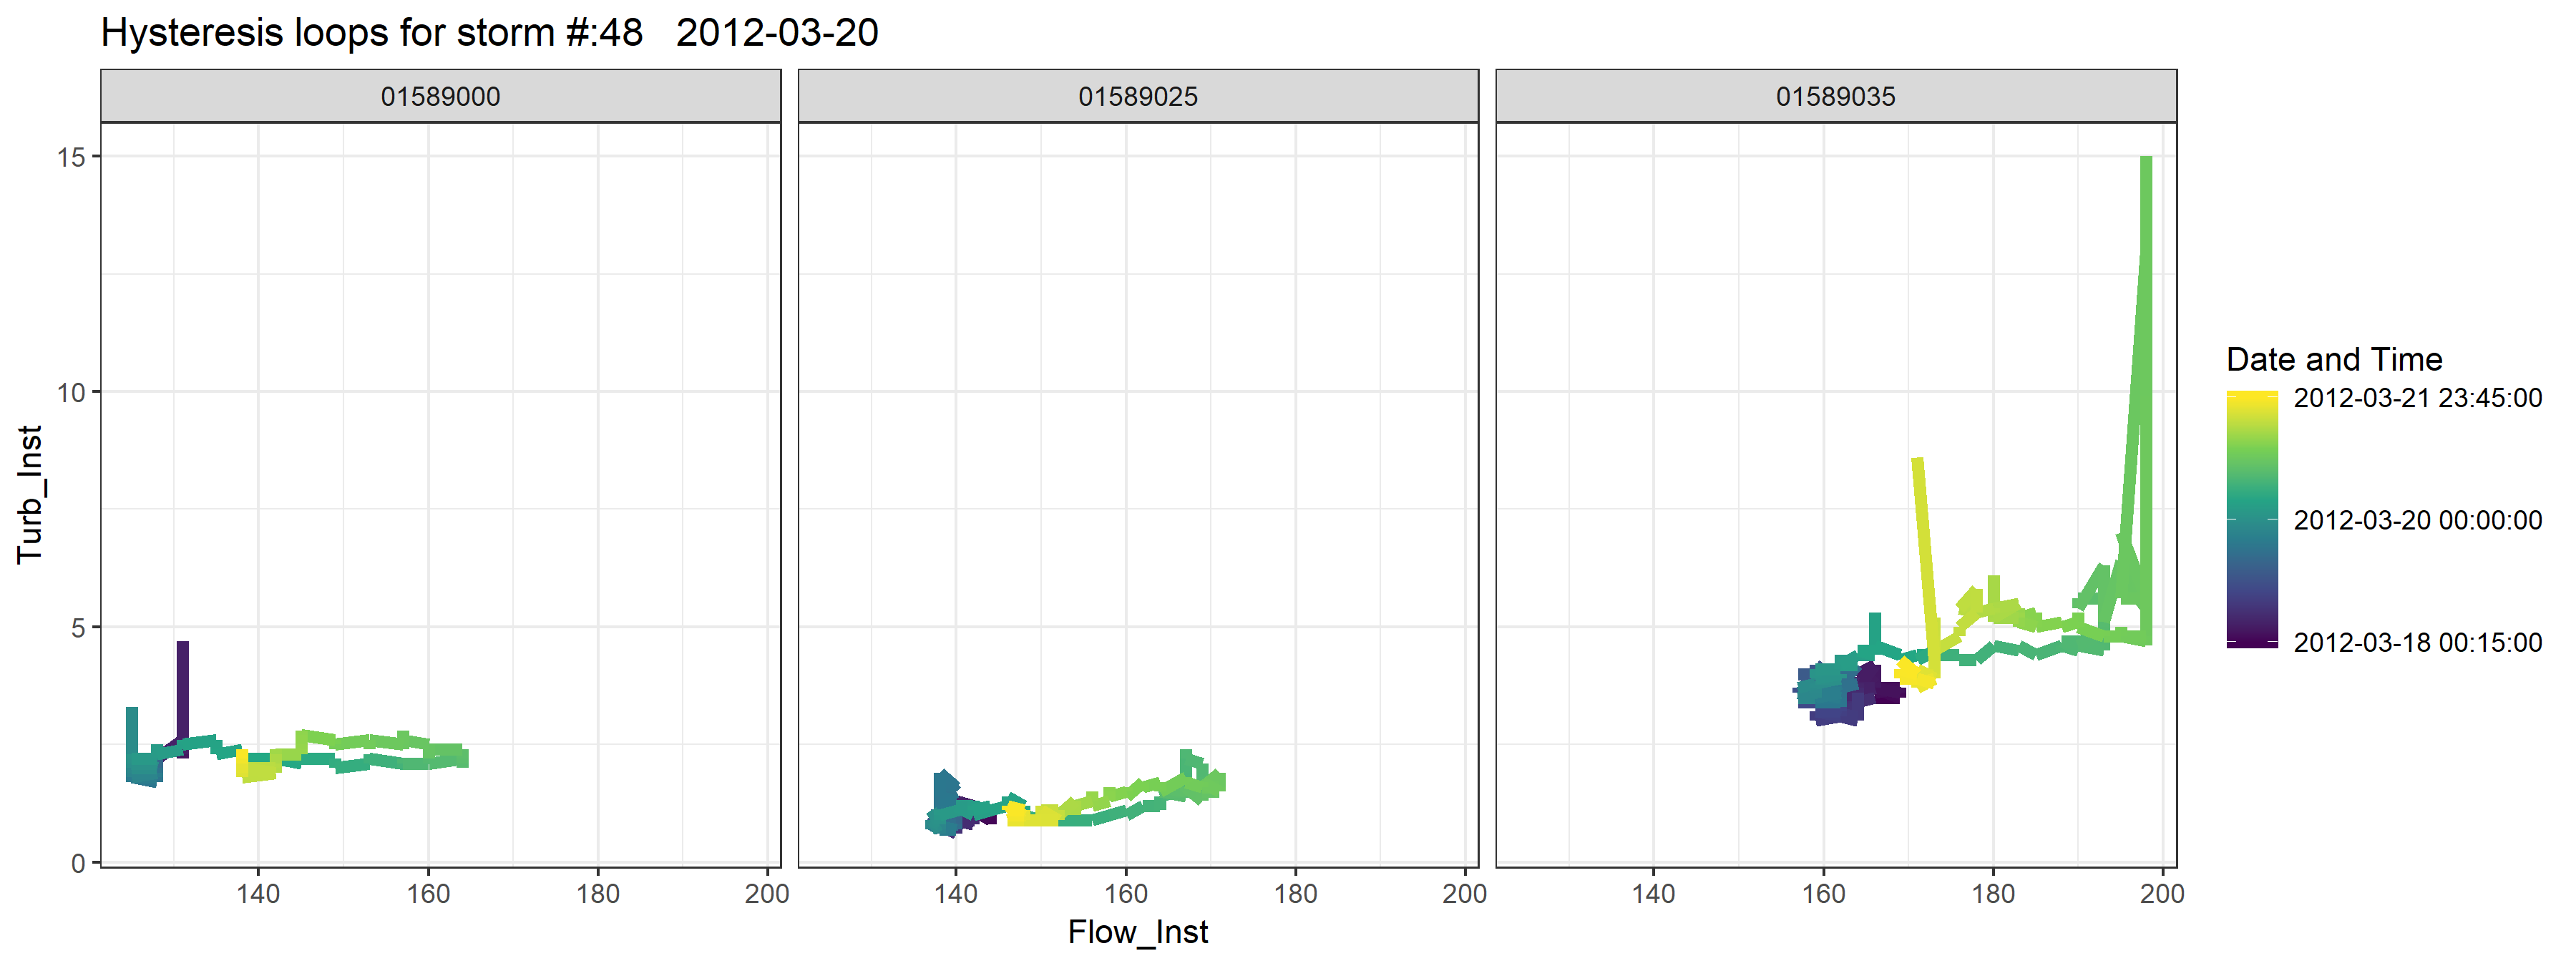 Hysteresis loops for storm #:48   2012-03-20
01589000
01589025
01589035
15
10
5
0
Turb_Inst
140 160 180 200
140 160 180 200
140 160 180 200
Flow_Inst
Date and Time
2012-03-21 23:45:00
2012-03-20 00:00:00
2012-03-18 00:15:00